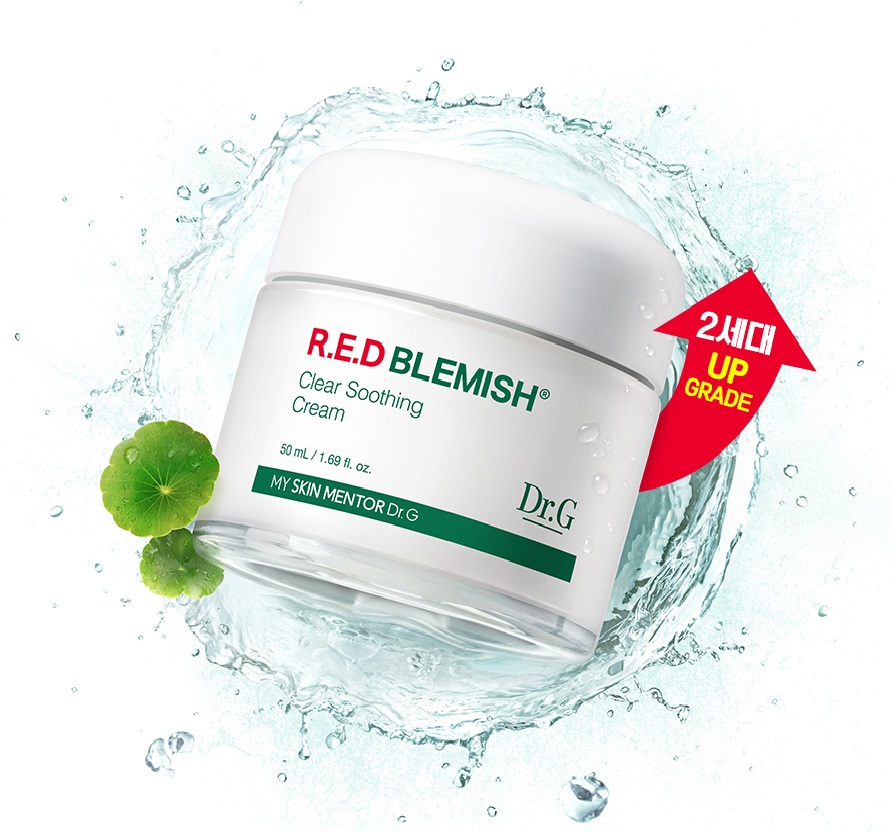 R.E.D BLEMISH®
Clear Soothing
Cream
50 mL / 1.69 fl. oz.
MY SKIN MENTOR Dr.G
Dr.G
2세대
UP
GRADE